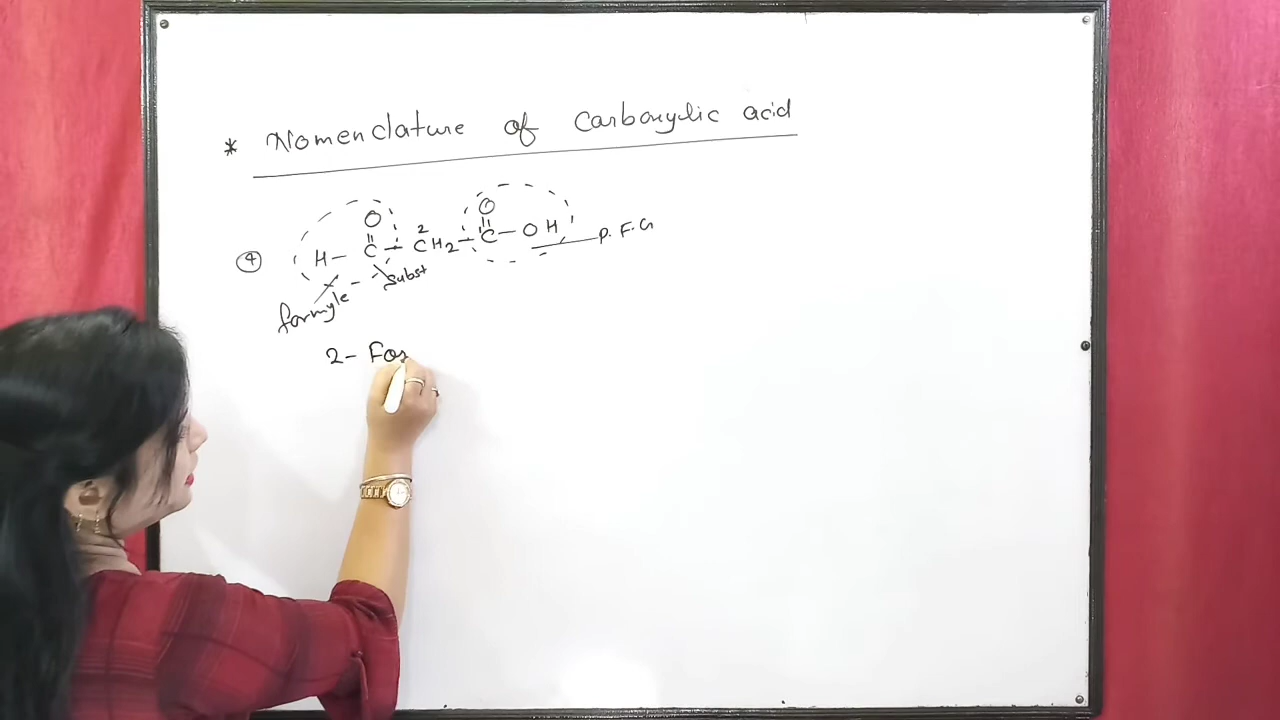 * Nomenclature of Carboxylic acid
O O
④ H - C - CH2 - C - OH P.F.G
2
Subst
formyle
2- For